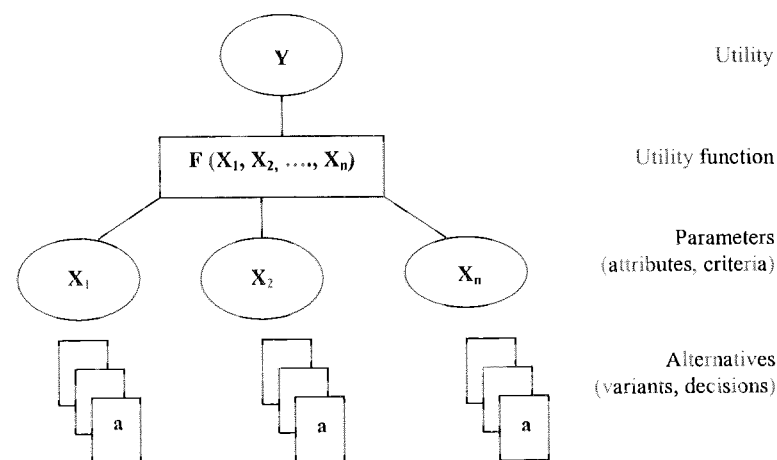 Y
Utility
F (X₁, X₂, ...., Xₙ)
Utility function
Parameters
(attributes, criteria)
X₁
X₂
Xₙ
Alternatives
(variants, decisions)
a
a
a